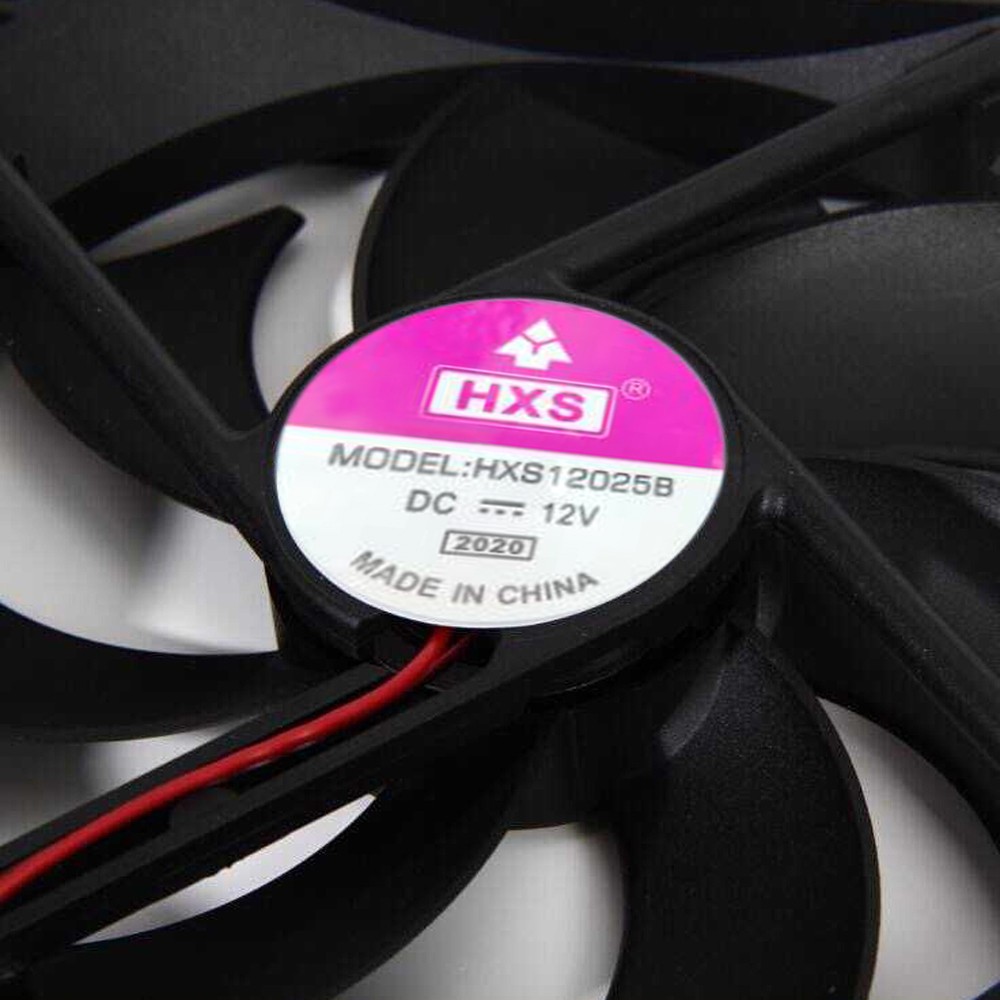 HXS ®
MODEL:HXS12025B
DC ⎓ 12V
2020
MADE IN CHINA